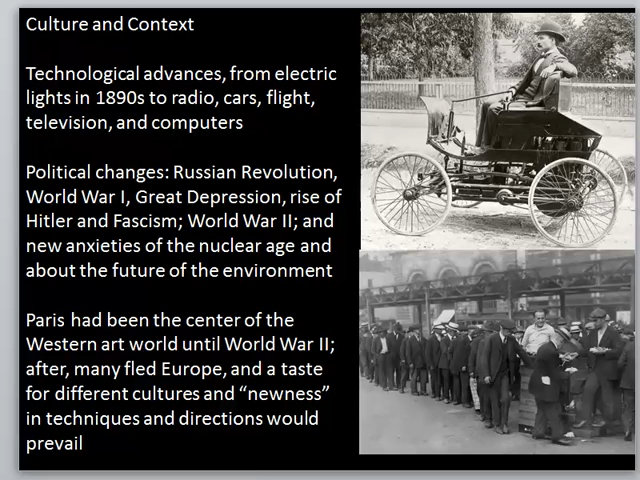 Culture and Context
Technological advances, from electric
lights in 1890s to radio, cars, flight,
television, and computers
Political changes: Russian Revolution,
World War I, Great Depression, rise of
Hitler and Fascism; World War II; and
new anxieties of the nuclear age and
about the future of the environment
Paris had been the center of the
Western art world until World War II;
after, many fled Europe, and a taste
for different cultures and “newness”
in techniques and directions would
prevail